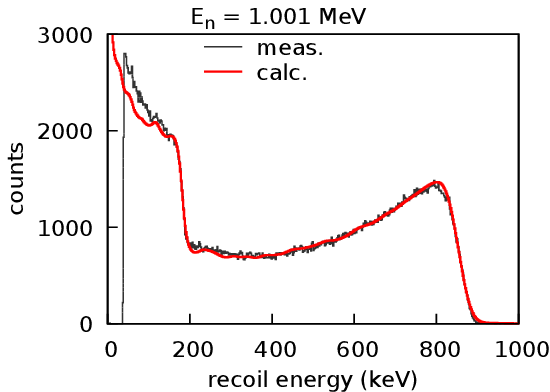 Eₙ = 1.001 MeV
meas.
calc.
counts
3000
2000
1000
0
0 200 400 600 800 1000
recoil energy (keV)